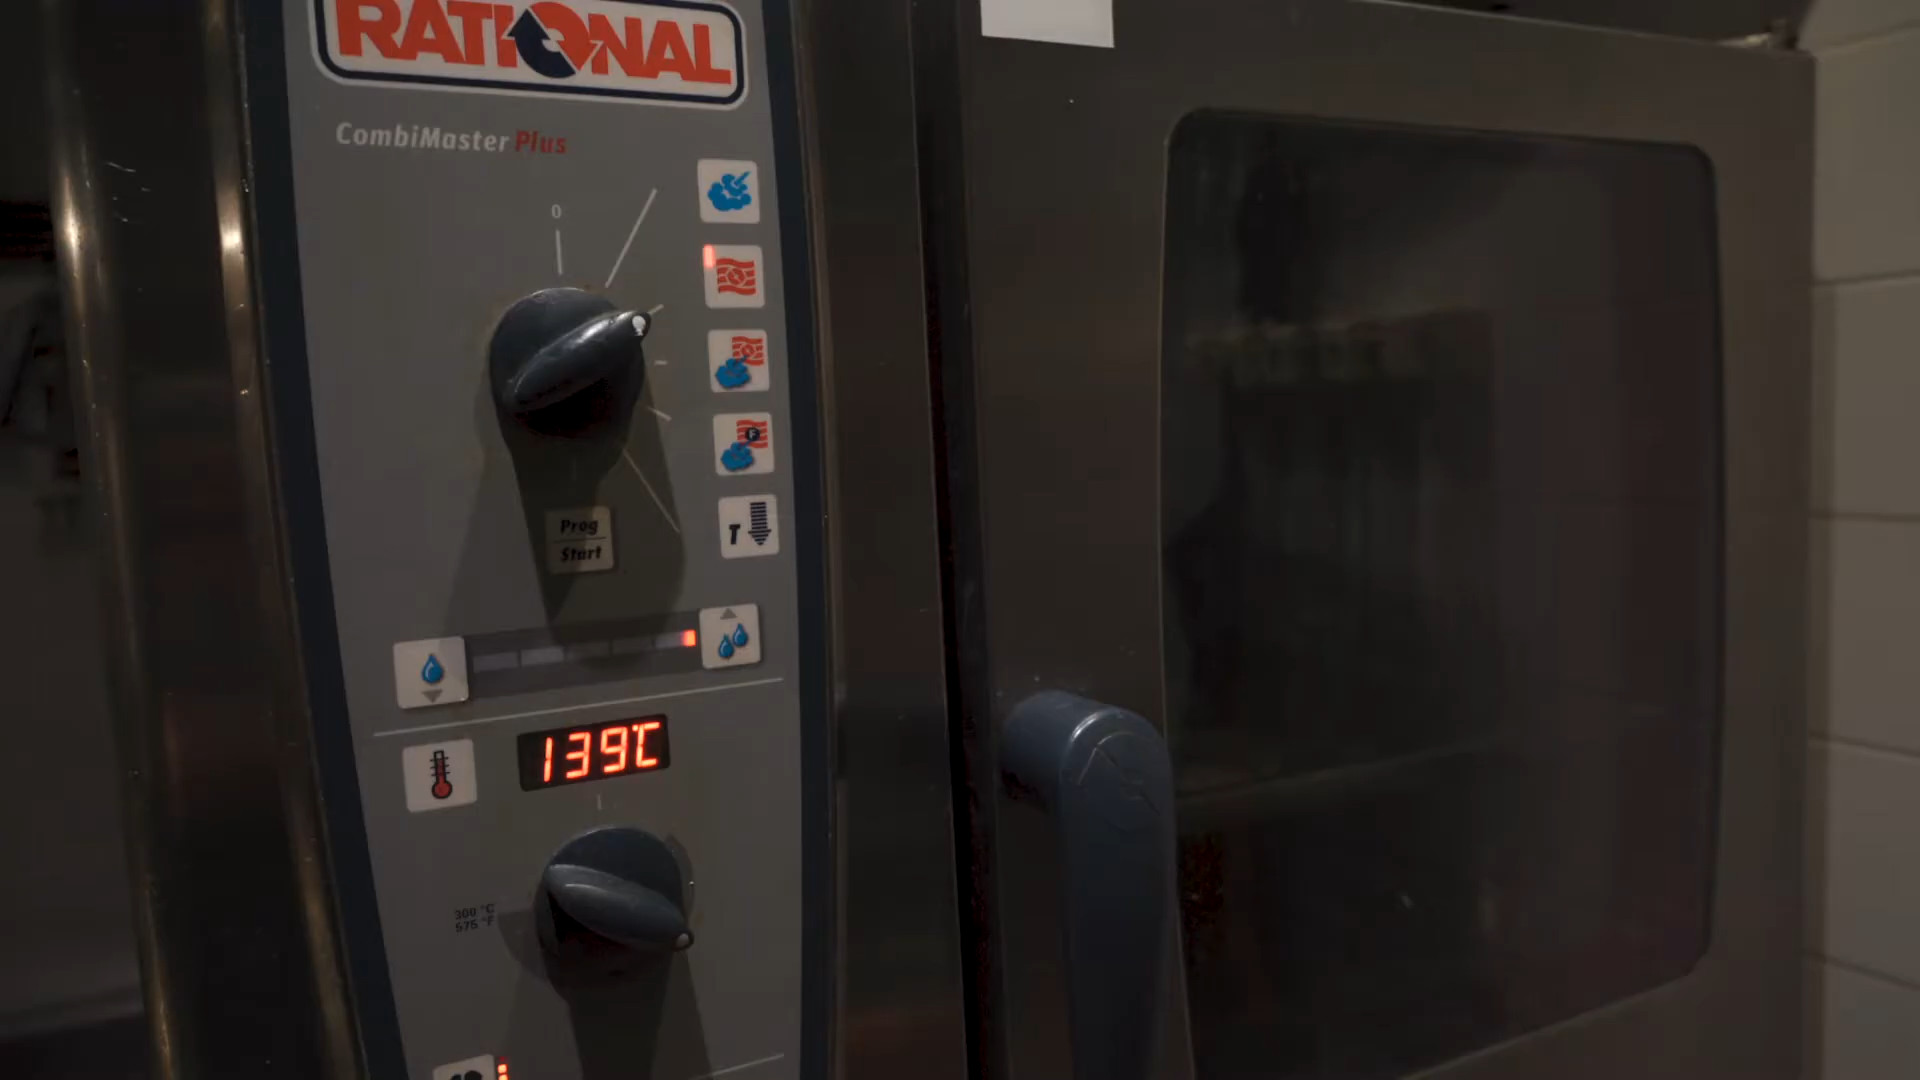 RATIONAL
CombiMaster Plus
0
F
T
Prog
Start
139°C
300 °C
575 °F